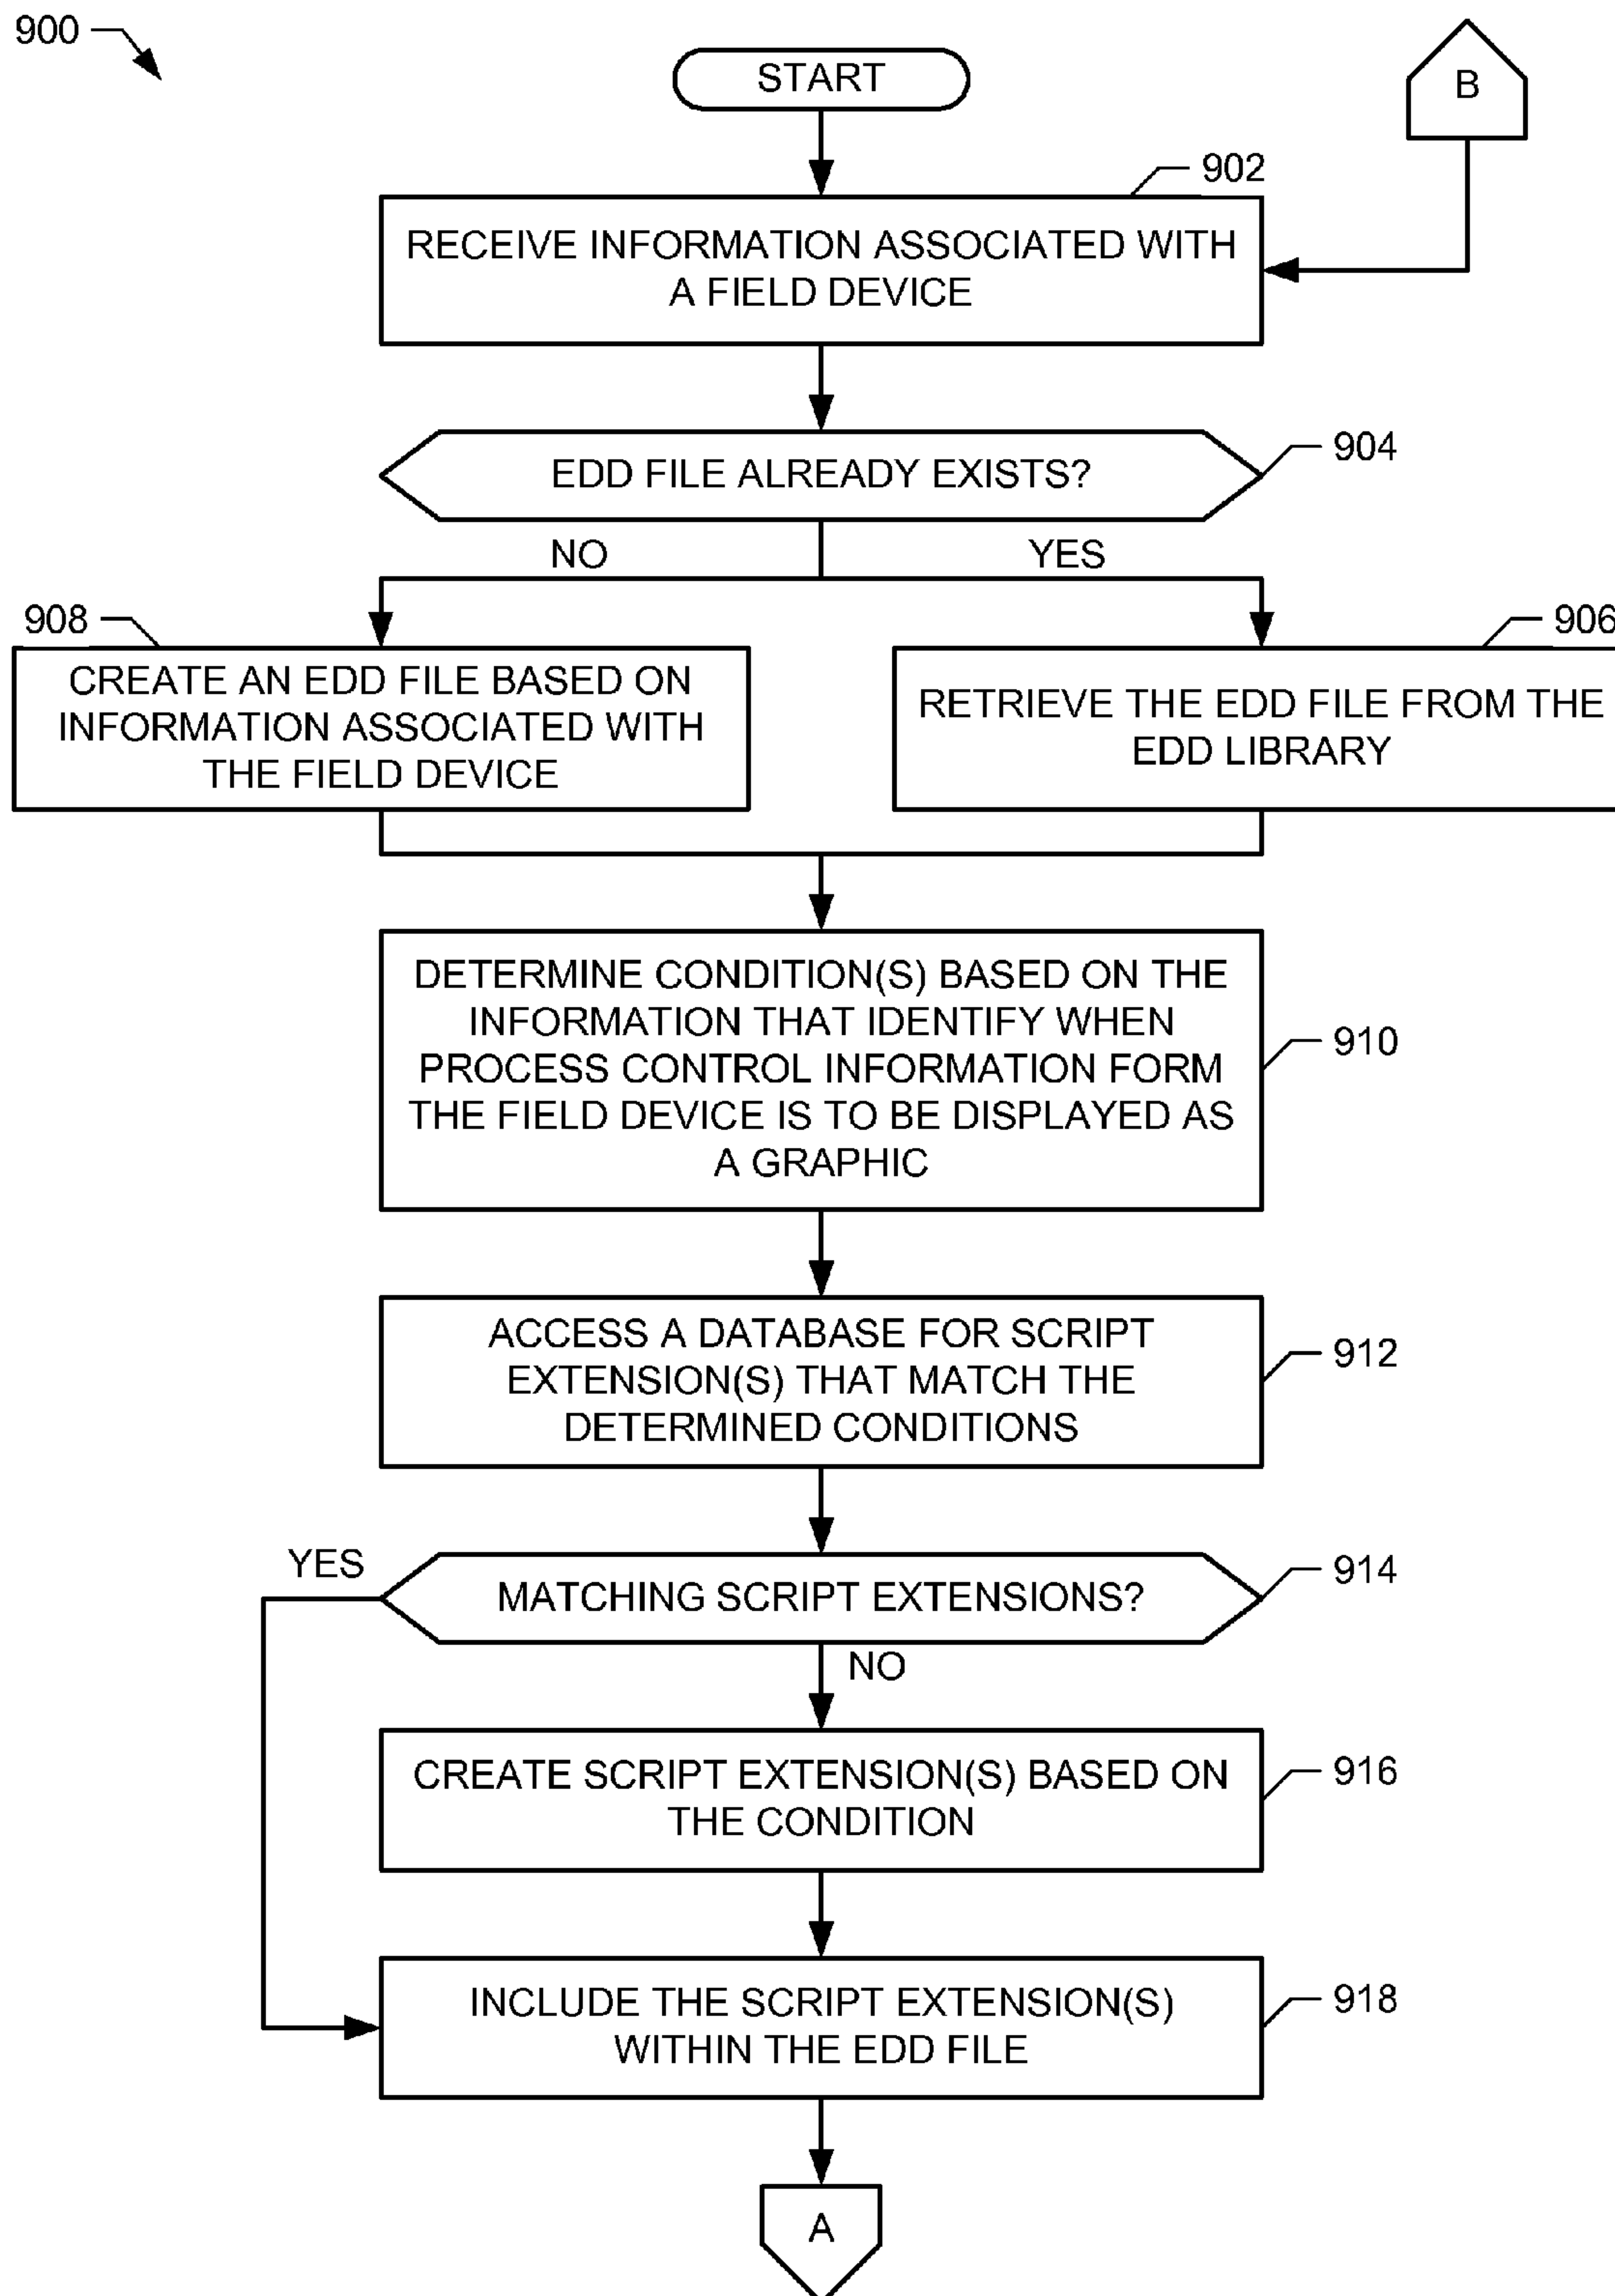 900
START
B
902
RECEIVE INFORMATION ASSOCIATED WITH
A FIELD DEVICE
904
EDD FILE ALREADY EXISTS?
NO
YES
908
906
CREATE AN EDD FILE BASED ON
INFORMATION ASSOCIATED WITH
THE FIELD DEVICE
RETRIEVE THE EDD FILE FROM THE
EDD LIBRARY
DETERMINE CONDITION(S) BASED ON THE
INFORMATION THAT IDENTIFY WHEN
PROCESS CONTROL INFORMATION FORM
THE FIELD DEVICE IS TO BE DISPLAYED AS
A GRAPHIC
910
ACCESS A DATABASE FOR SCRIPT
EXTENSION(S) THAT MATCH THE
DETERMINED CONDITIONS
912
YES
MATCHING SCRIPT EXTENSIONS?
914
NO
CREATE SCRIPT EXTENSION(S) BASED ON
THE CONDITION
916
INCLUDE THE SCRIPT EXTENSION(S)
WITHIN THE EDD FILE
918
A